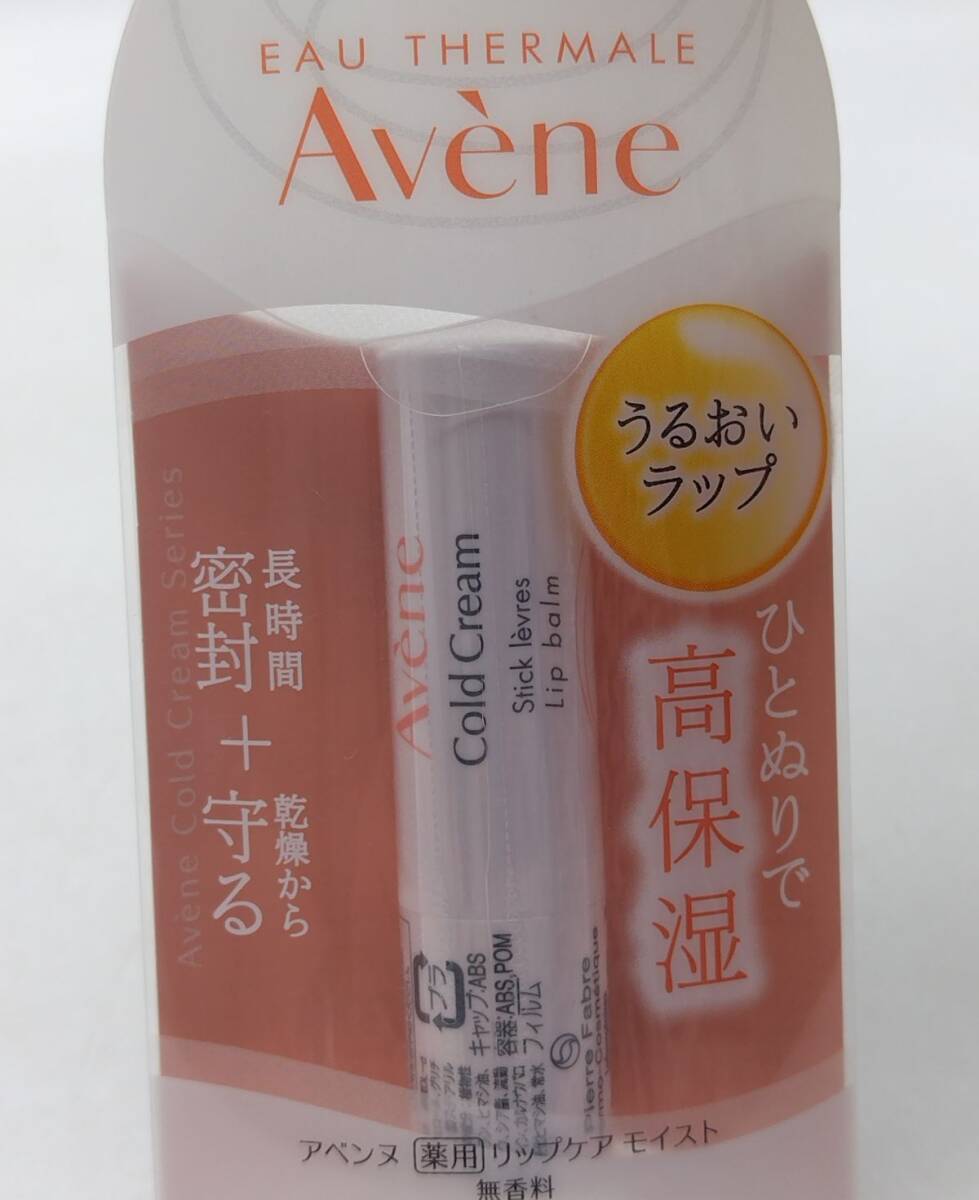 EAU THERMALE
Avène
うるおい
ラップ
ひとぬりで
高保湿
長時間
密封
+
乾燥から
守る
Avène Cold Cream Series
Avène
Cold Cream
Stick lèvres
Lip balm
プラ
キャップ:ABS
容器:ABS,POM
フィルム
Pierre Fabre
アベンヌ 薬用 リップケア モイスト
無香料